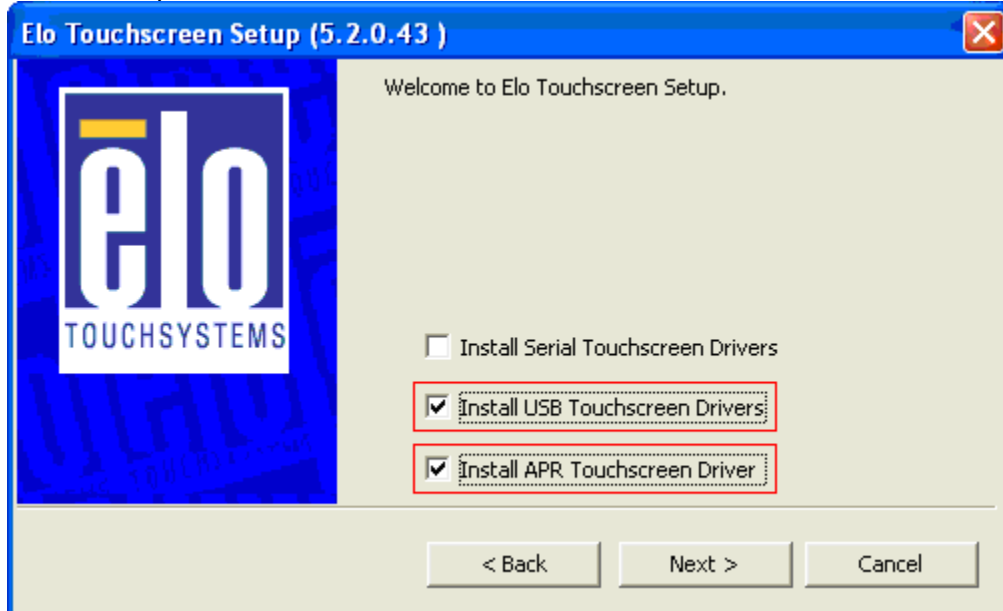 Elo Touchscreen Setup (5.2.0.43 )
Welcome to Elo Touchscreen Setup.
ēlo
TOUCHSYSTEMS
Install Serial Touchscreen Drivers
Install USB Touchscreen Drivers
Install APR Touchscreen Driver
< Back
Next >
Cancel